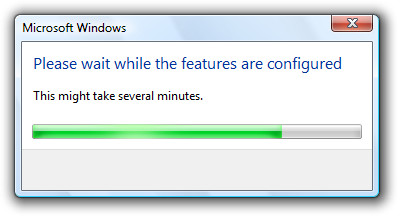 Microsoft Windows
Please wait while the features are configured
This might take several minutes.